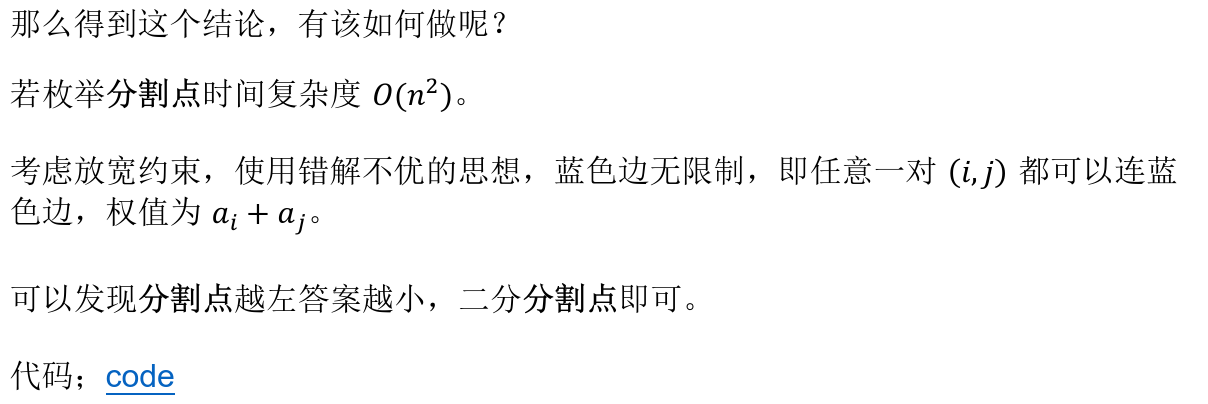 那么得到这个结论，有该如何做呢？
若枚举分割点时间复杂度 O(n²)。
考虑放宽约束，使用错解不优的思想，蓝色边无限制，即任意一对 (i,j) 都可以连蓝
色边，权值为 aᵢ + aⱼ。
可以发现分割点越左答案越小，二分分割点即可。
代码；code